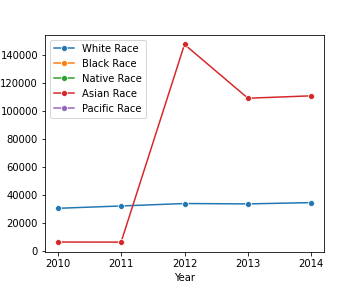 White Race
Black Race
Native Race
Asian Race
Pacific Race
140000
120000
100000
80000
60000
40000
20000
0
2010 2011 2012 2013 2014
Year